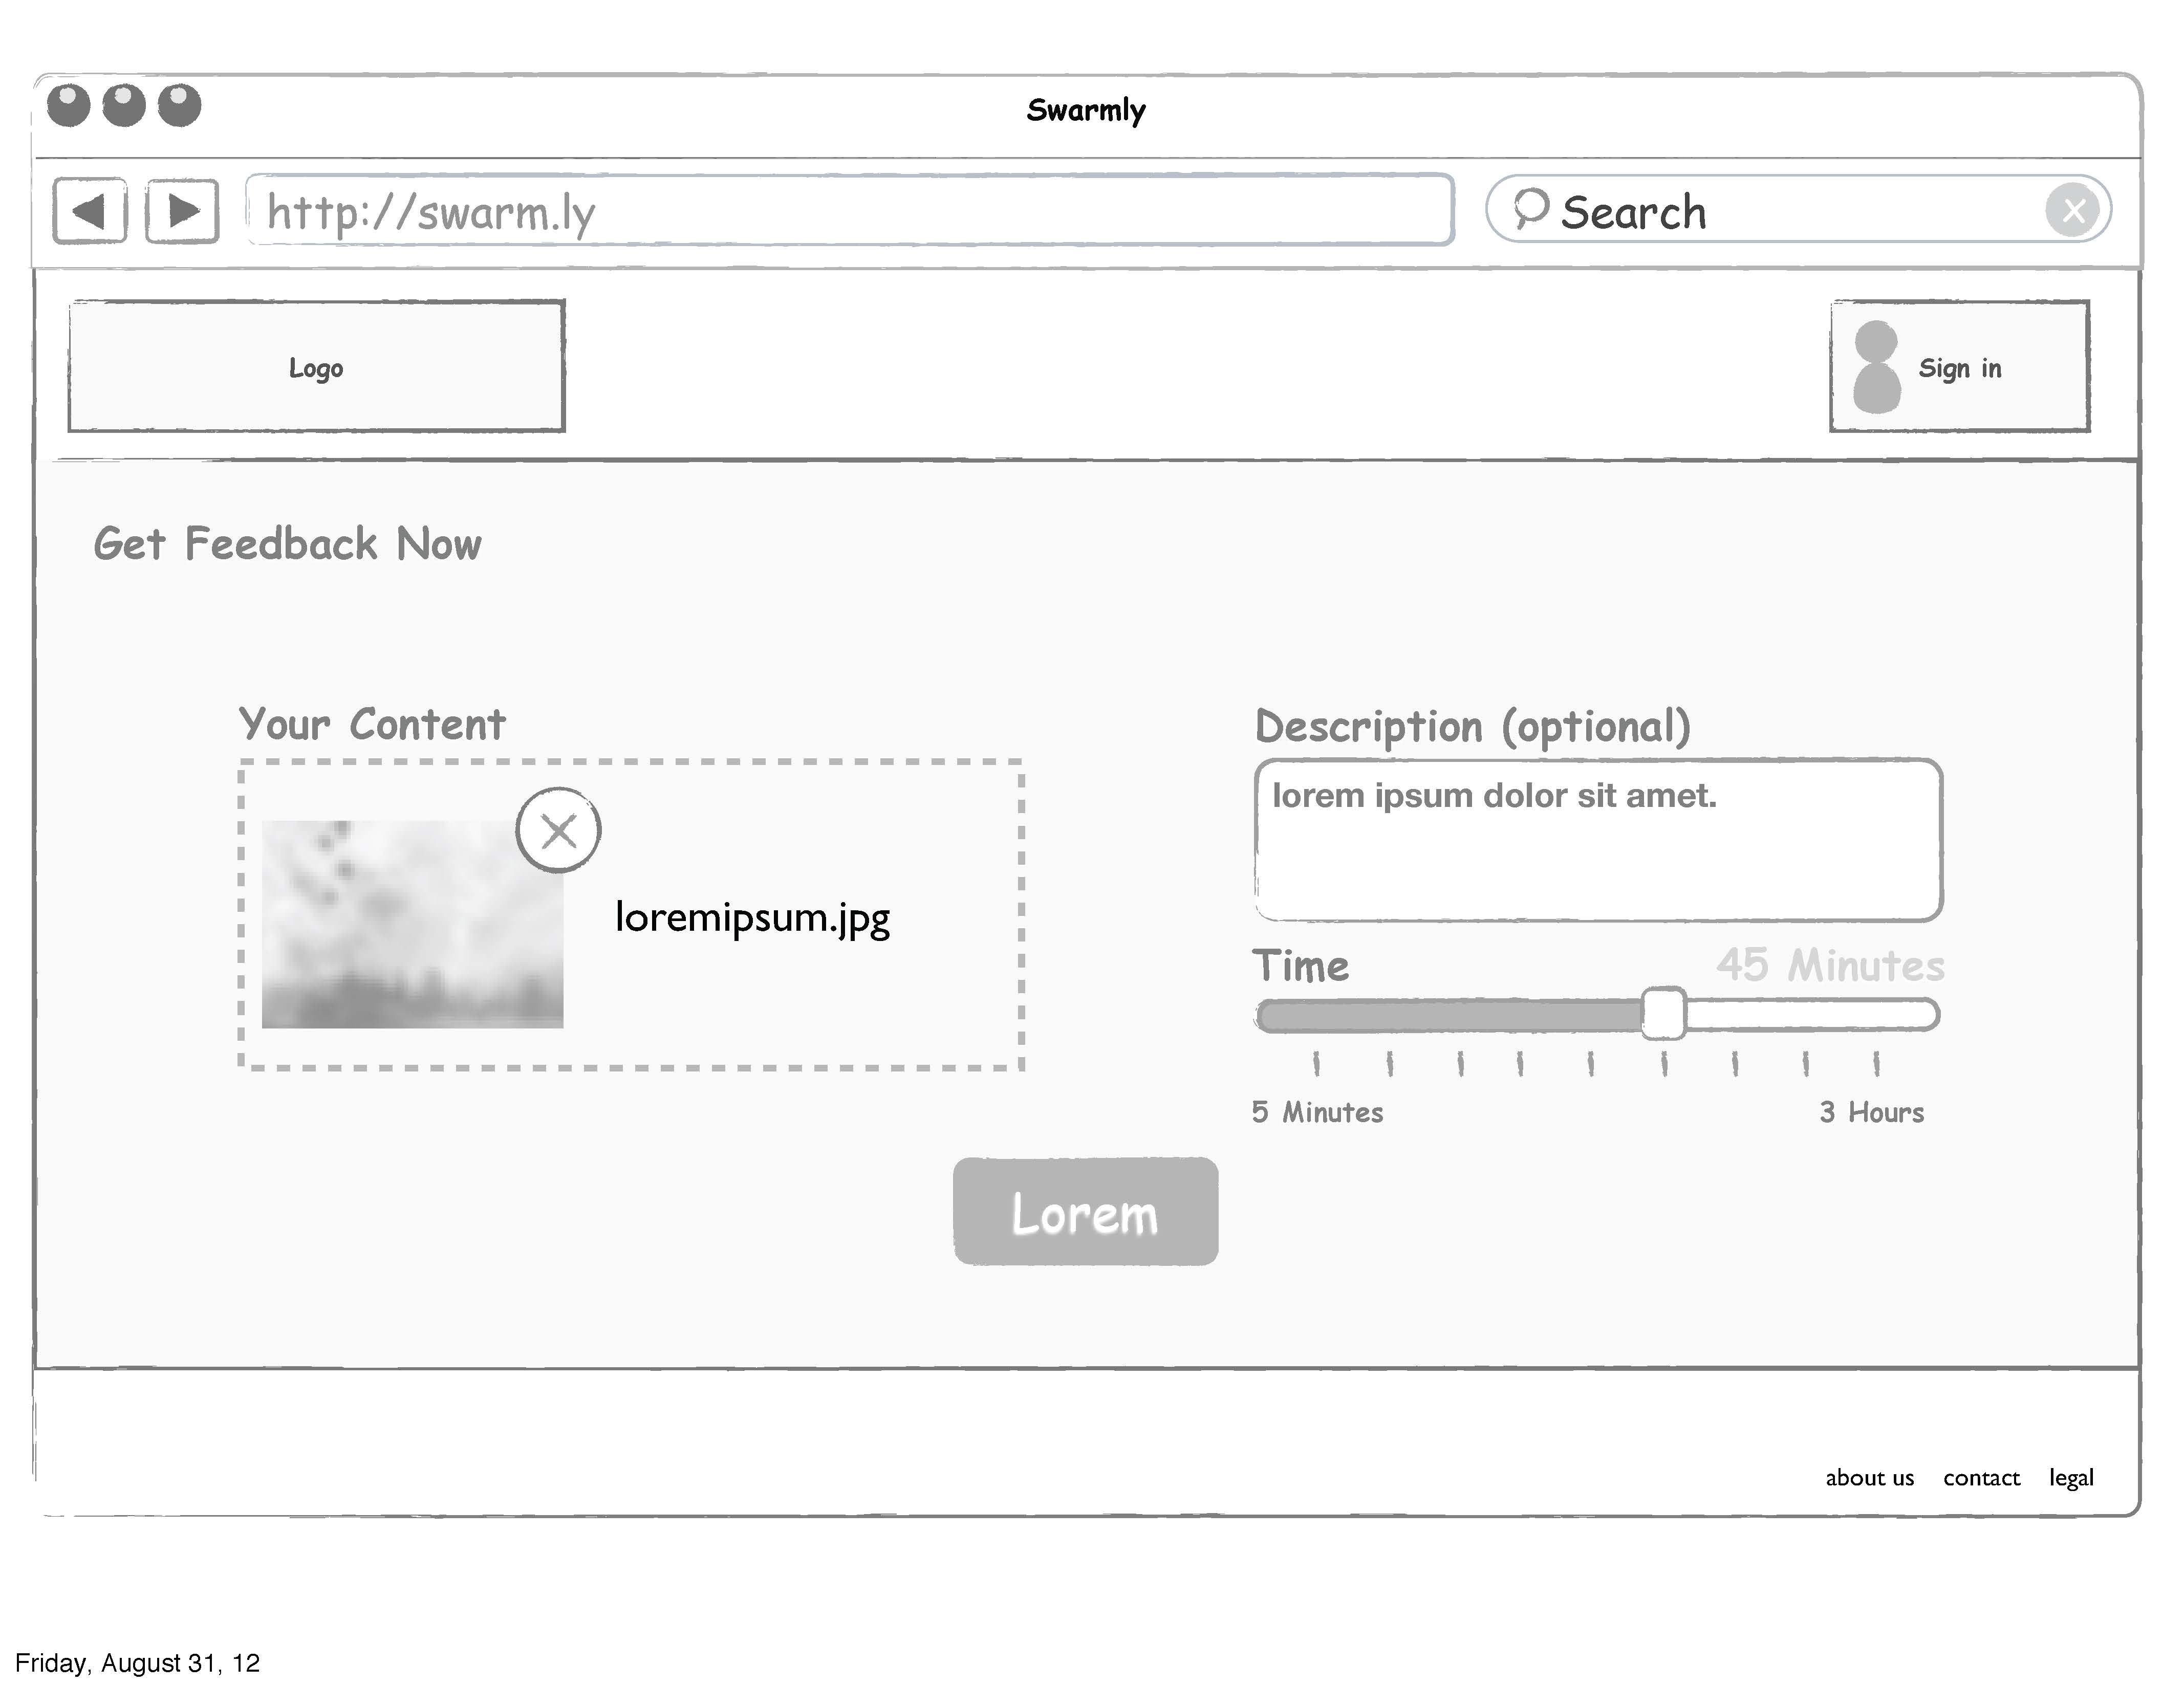 Swarmly
http://swarm.ly
Search
Logo
Sign in
Get Feedback Now
Your Content
loremipsum.jpg
Description (optional)
lorem ipsum dolor sit amet.
Time 45 Minutes
5 Minutes 3 Hours
Lorem
about us contact legal
Friday, August 31, 12